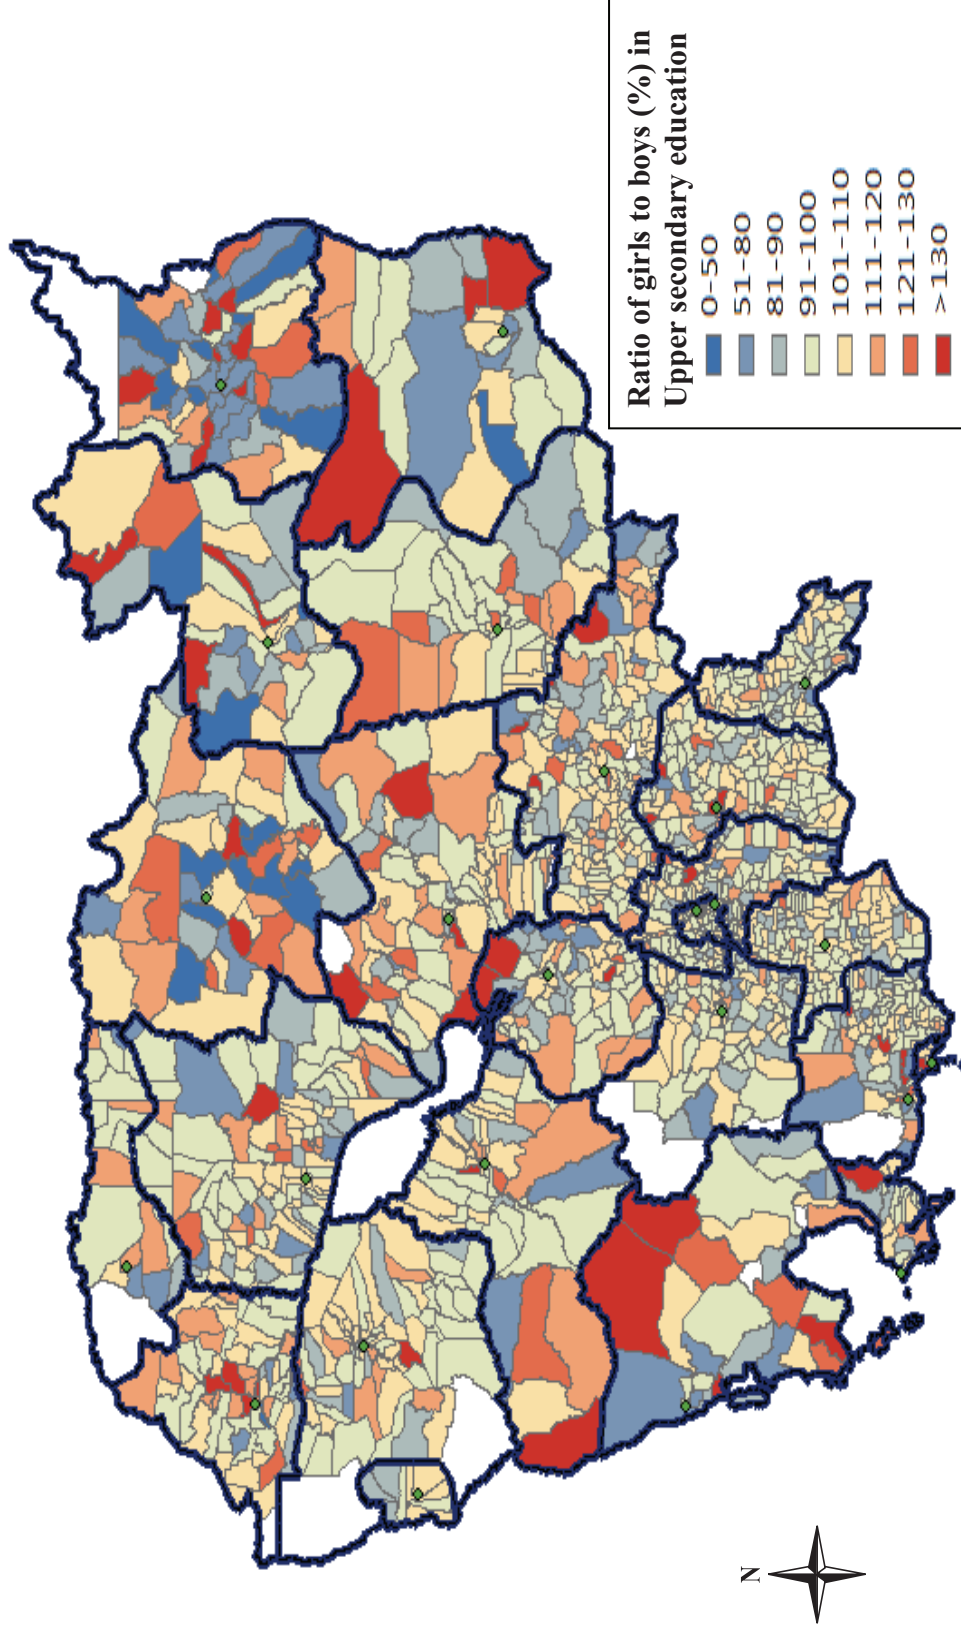 Ratio of girls to boys (%) in
Upper secondary education
0-50
51-80
81-90
91-100
101-110
111-120
121-130
>130
N